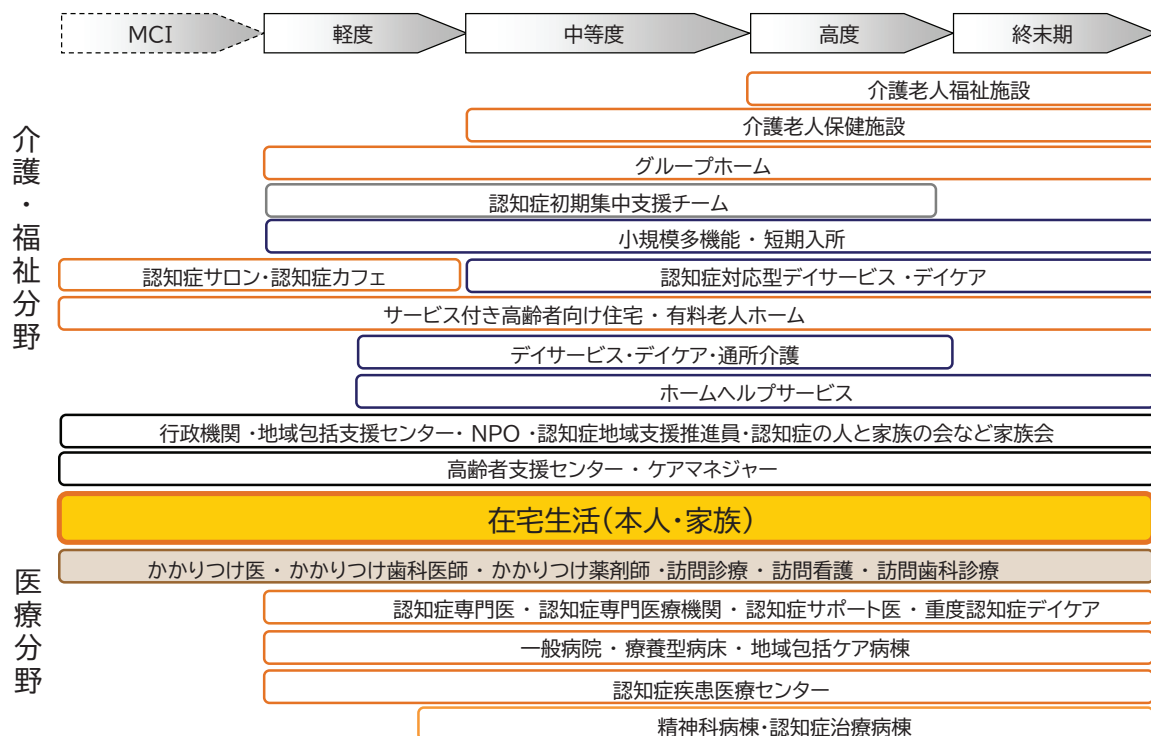 MCI
軽度
中等度
高度
終末期
介護・福祉分野
介護老人福祉施設
介護老人保健施設
グループホーム
認知症初期集中支援チーム
小規模多機能・短期入所
認知症サロン・認知症カフェ
認知症対応型デイサービス・デイケア
サービス付き高齢者向け住宅・有料老人ホーム
デイサービス・デイケア・通所介護
ホームヘルプサービス
行政機関・地域包括支援センター・NPO・認知症地域支援推進員・認知症の人と家族の会など家族会
高齢者支援センター・ケアマネジャー
在宅生活(本人・家族)
医療分野
かかりつけ医・かかりつけ歯科医師・かかりつけ薬剤師・訪問診療・訪問看護・訪問歯科診療
認知症専門医・認知症専門医療機関・認知症サポート医・重度認知症デイケア
一般病院・療養型病床・地域包括ケア病棟
認知症疾患医療センター
精神科病棟・認知症治療病棟